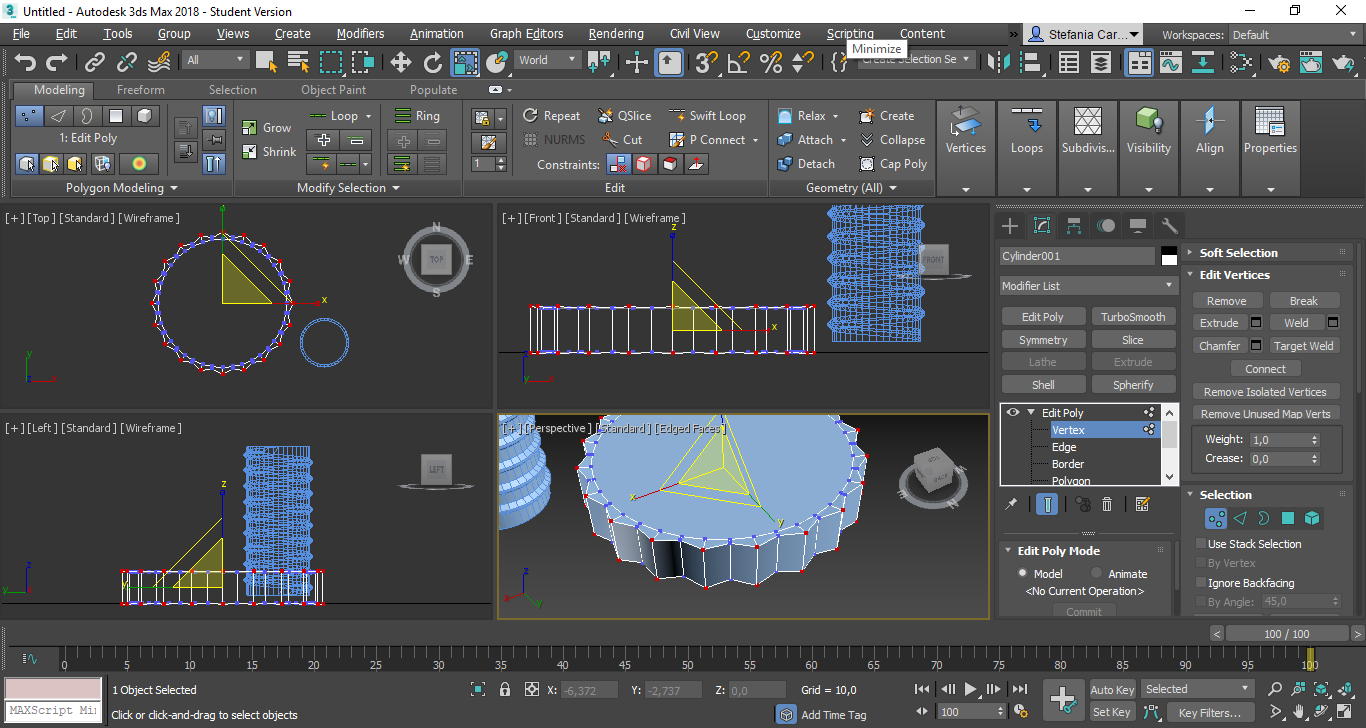 Untitled - Autodesk 3ds Max 2018 - Student Version
File Edit Tools Group Views Create Modifiers Animation Graph Editors Rendering Civil View Customize Scripting Content » Stefania Car... Workspaces: Default
Minimize
All World Create Selection Se
Modeling Freeform Selection Object Paint Populate
Loop Ring Repeat QSlice Swift Loop Relax Create
1: Edit Poly Grow NURMS Cut P Connect Attach Collapse Vertices Loops Subdivis... Visibility Align Properties
Shrink 1 Constraints: Detach Cap Poly
Polygon Modeling Modify Selection Edit Geometry (All)
[+] [Top] [Standard] [Wireframe]
N W TOP E S
x
y
z x
[+] [Front] [Standard] [Wireframe]
z
FRONT
x
z
y x
[+] [Left] [Standard] [Wireframe]
LEFT
z
y
z
y
[+] [Perspective] [Standard] [Edged Faces]
x
y
z
x y
Cylinder001
Modifier List
Edit Poly TurboSmooth
Symmetry Slice
Lathe Extrude
Shell Spherify
Edit Poly
Vertex
Edge
Border
Polygon
Edit Poly Mode
Model Animate
<No Current Operation>
Commit
Soft Selection
Edit Vertices
Remove Break
Extrude Weld
Chamfer Target Weld
Connect
Remove Isolated Vertices
Remove Unused Map Verts
Weight: 1,0
Crease: 0,0
Selection
Use Stack Selection
By Vertex
Ignore Backfacing
By Angle: 45,0
< 100 / 100 >
0 5 10 15 20 25 30 35 40 45 50 55 60 65 70 75 80 85 90 95 100
1 Object Selected X: -6,372 Y: -2,737 Z: 0,0 Grid = 10,0 Auto Key Selected
MAXScript Mi Click or click-and-drag to select objects Add Time Tag 100 Set Key Key Filters...